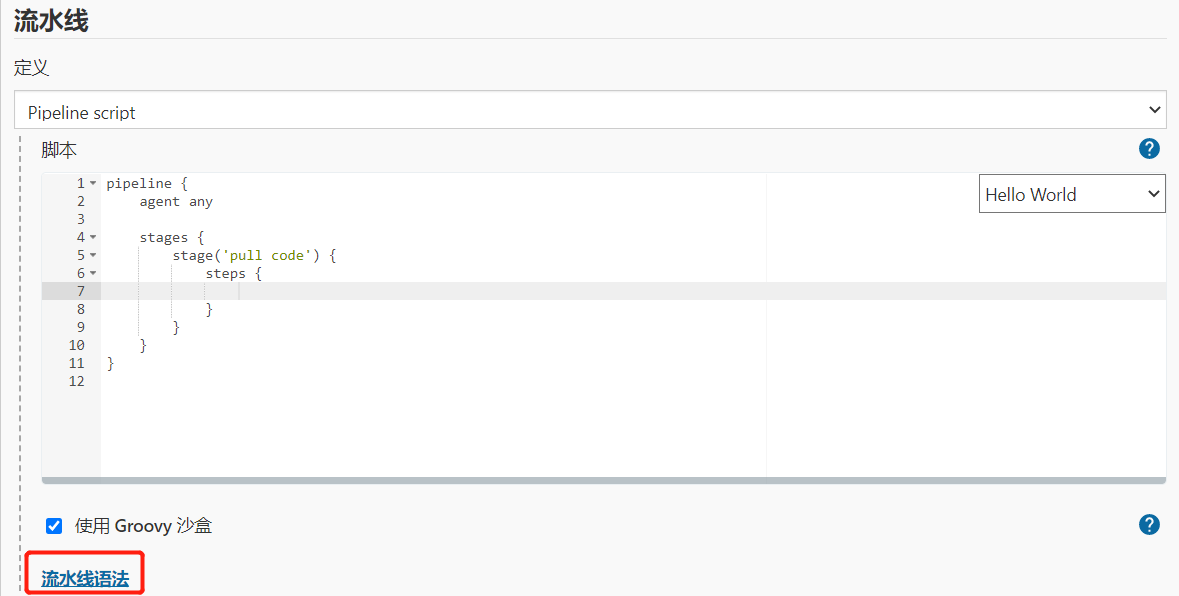 流水线
定义
Pipeline script
脚本
?
Hello World
1 pipeline {
2     agent any
3
4     stages {
5         stage('pull code') {
6             steps {
7
8             }
9         }
10     }
11 }
12
使用 Groovy 沙盒
?
流水线语法